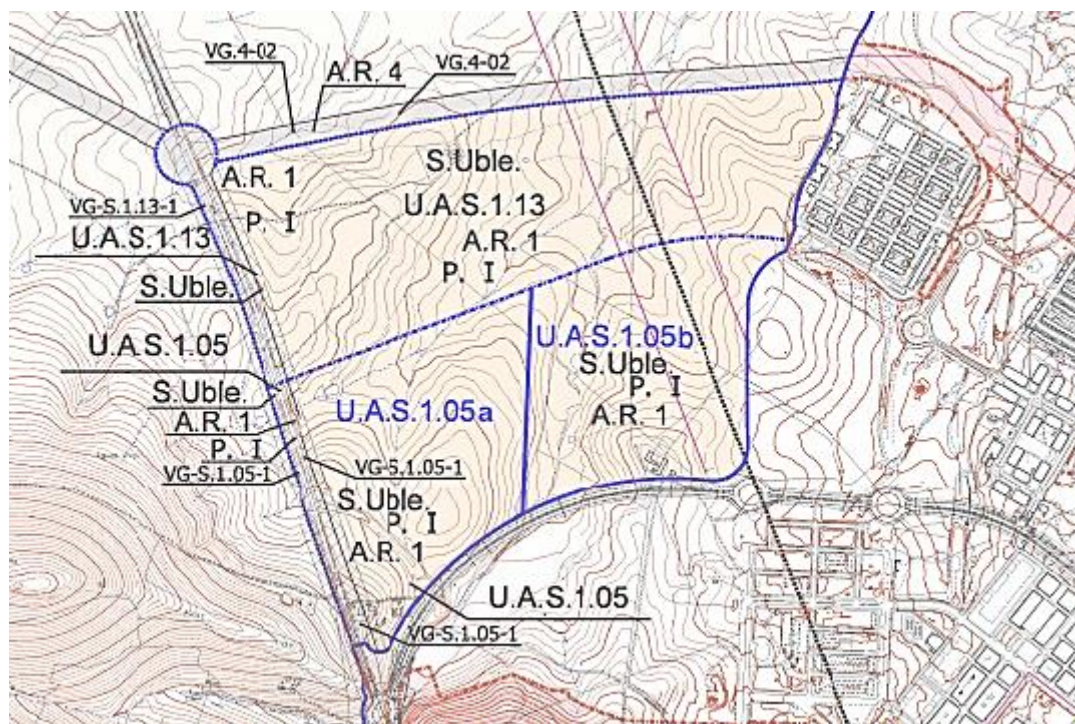 VG.4-02
A.R. 4
VG.4-02
S.Uble.
A.R. 1
U.A.S.1.13
VG-S.1.13-1
P. I
A.R. 1
U.A.S.1.13
P. I
S.Uble.
U.A.S.1.05b
U.A.S.1.05
S.Uble.
P. I
S.Uble.
U.A.S.1.05a
A.R. 1
A.R. 1
P. I
VG-S.1.05-1
VG-S.1.05-1
S.Uble.
P. I
A.R. 1
U.A.S.1.05
VG-S.1.05-1